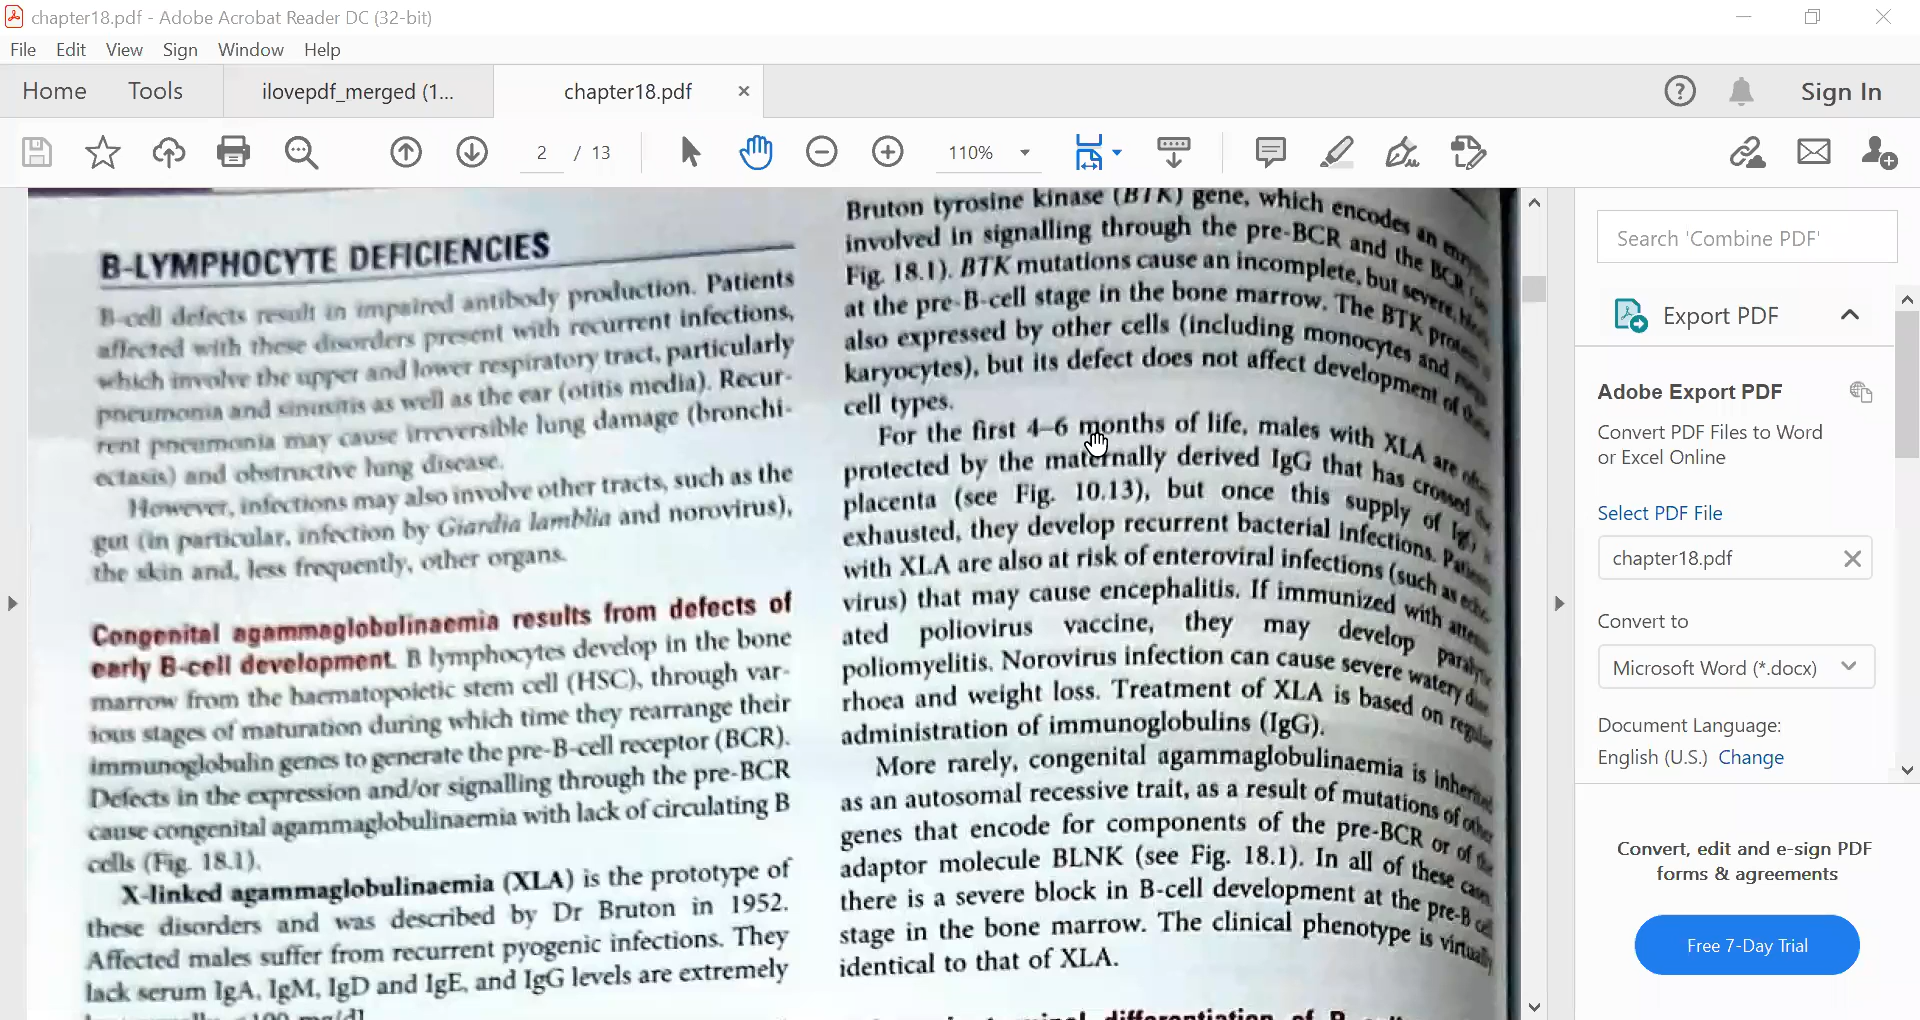 chapter18.pdf - Adobe Acrobat Reader DC (32-bit)
File Edit View Sign Window Help
Home Tools ilovepdf_merged (1... chapter18.pdf
Sign In
2 / 13
110%
B-LYMPHOCYTE DEFICIENCIES
B-cell defects result in impaired antibody production. Patients
affected with these disorders present with recurrent infections,
which involve the upper and lower respiratory tract, particularly
pneumonia and sinusitis as well as the ear (otitis media). Recur-
rent pneumonia may cause irreversible lung damage (bronchi-
ectasis) and obstructive lung disease.
However, infections may also involve other tracts, such as the
gut (in particular, infection by Giardia lamblia and norovirus),
the skin and, less frequently, other organs.
Congenital agammaglobulinaemia results from defects of
early B-cell development. B lymphocytes develop in the bone
marrow from the haematopoietic stem cell (HSC), through var-
ious stages of maturation during which time they rearrange their
immunoglobulin genes to generate the pre-B-cell receptor (BCR).
Defects in the expression and/or signalling through the pre-BCR
cause congenital agammaglobulinaemia with lack of circulating B
cells (Fig. 18.1).
X-linked agammaglobulinaemia (XLA) is the prototype of
these disorders and was described by Dr Bruton in 1952.
Affected males suffer from recurrent pyogenic infections. They
lack serum IgA, IgM, IgD and IgE, and IgG levels are extremely
Bruton tyrosine kinase (BTK) gene, which encodes an
involved in signalling through the pre-BCR and the BCR
Fig. 18.1). BTK mutations cause an incomplete, but severe,
at the pre-B-cell stage in the bone marrow. The BTK protein
also expressed by other cells (including monocytes and
karyocytes), but its defect does not affect development of
cell types.
For the first 4–6 months of life, males with XLA are
protected by the maternally derived IgG that has crossed
placenta (see Fig. 10.13), but once this supply of IgG
exhausted, they develop recurrent bacterial infections.
with XLA are also at risk of enteroviral infections (such as
virus) that may cause encephalitis. If immunized with
ated poliovirus vaccine, they may develop
poliomyelitis. Norovirus infection can cause severe watery
rhoea and weight loss. Treatment of XLA is based on regular
administration of immunoglobulins (IgG).
More rarely, congenital agammaglobulinaemia is inherited
as an autosomal recessive trait, as a result of mutations of other
genes that encode for components of the pre-BCR or of
adaptor molecule BLNK (see Fig. 18.1). In all of these cases,
there is a severe block in B-cell development at the pre-B cell
stage in the bone marrow. The clinical phenotype is virtually
identical to that of XLA.
differentiation of B
Search 'Combine PDF'
Export PDF
Adobe Export PDF
Convert PDF Files to Word
or Excel Online
Select PDF File
chapter18.pdf
Convert to
Microsoft Word (*.docx)
Document Language:
English (U.S.) Change
Convert, edit and e-sign PDF
forms & agreements
Free 7-Day Trial